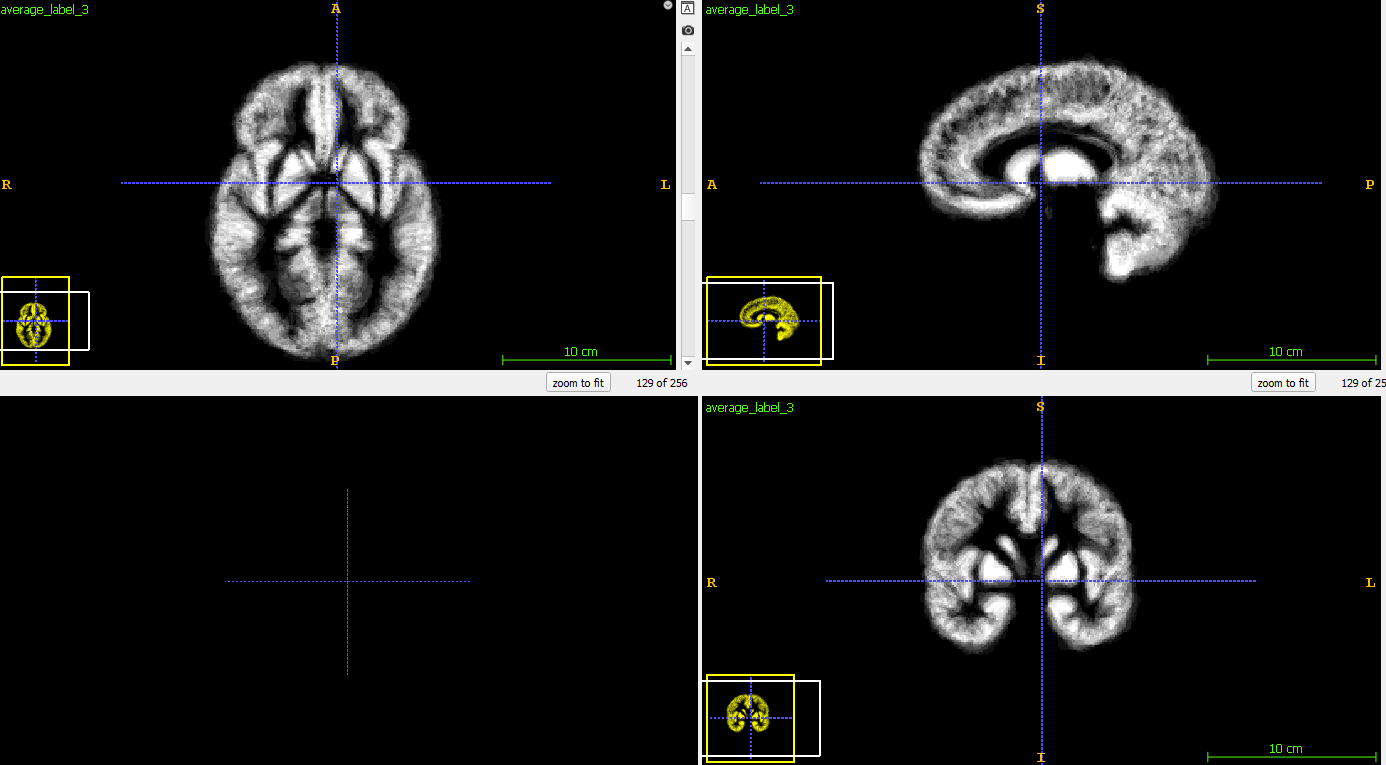 average_label_3
A
A
R
L
P
10 cm
zoom to fit
129 of 256
average_label_3
S
A
P
I
10 cm
zoom to fit
129 of 25
average_label_3
S
R
L
I
10 cm